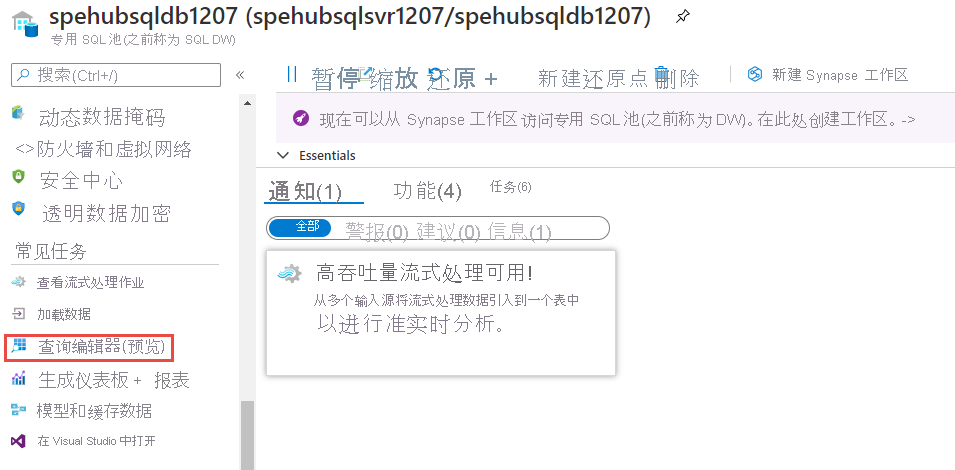 spehubsqldb1207 (spehubsqlsvr1207/spehubsqldb1207)
专用 SQL 池(之前称为 SQL DW)
搜索(Ctrl+/)
«
动态数据掩码
<>防火墙和虚拟网络
安全中心
透明数据加密
常见任务
查看流式处理作业
加载数据
查询编辑器(预览)
生成仪表板 + 报表
模型和缓存数据
在 Visual Studio 中打开
暂停 缩放 还原 + 新建还原点 删除 新建 Synapse 工作区
现在可以从 Synapse 工作区 访问专用 SQL 池(之前称为 DW)。在此处创建工作区。->
Essentials
通知(1) 功能(4) 任务(6)
全部 警报(0) 建议(0) 信息(1)
高吞吐量流式处理可用!
从多个输入源将流式处理数据引入到一个表中
以进行准实时分析。